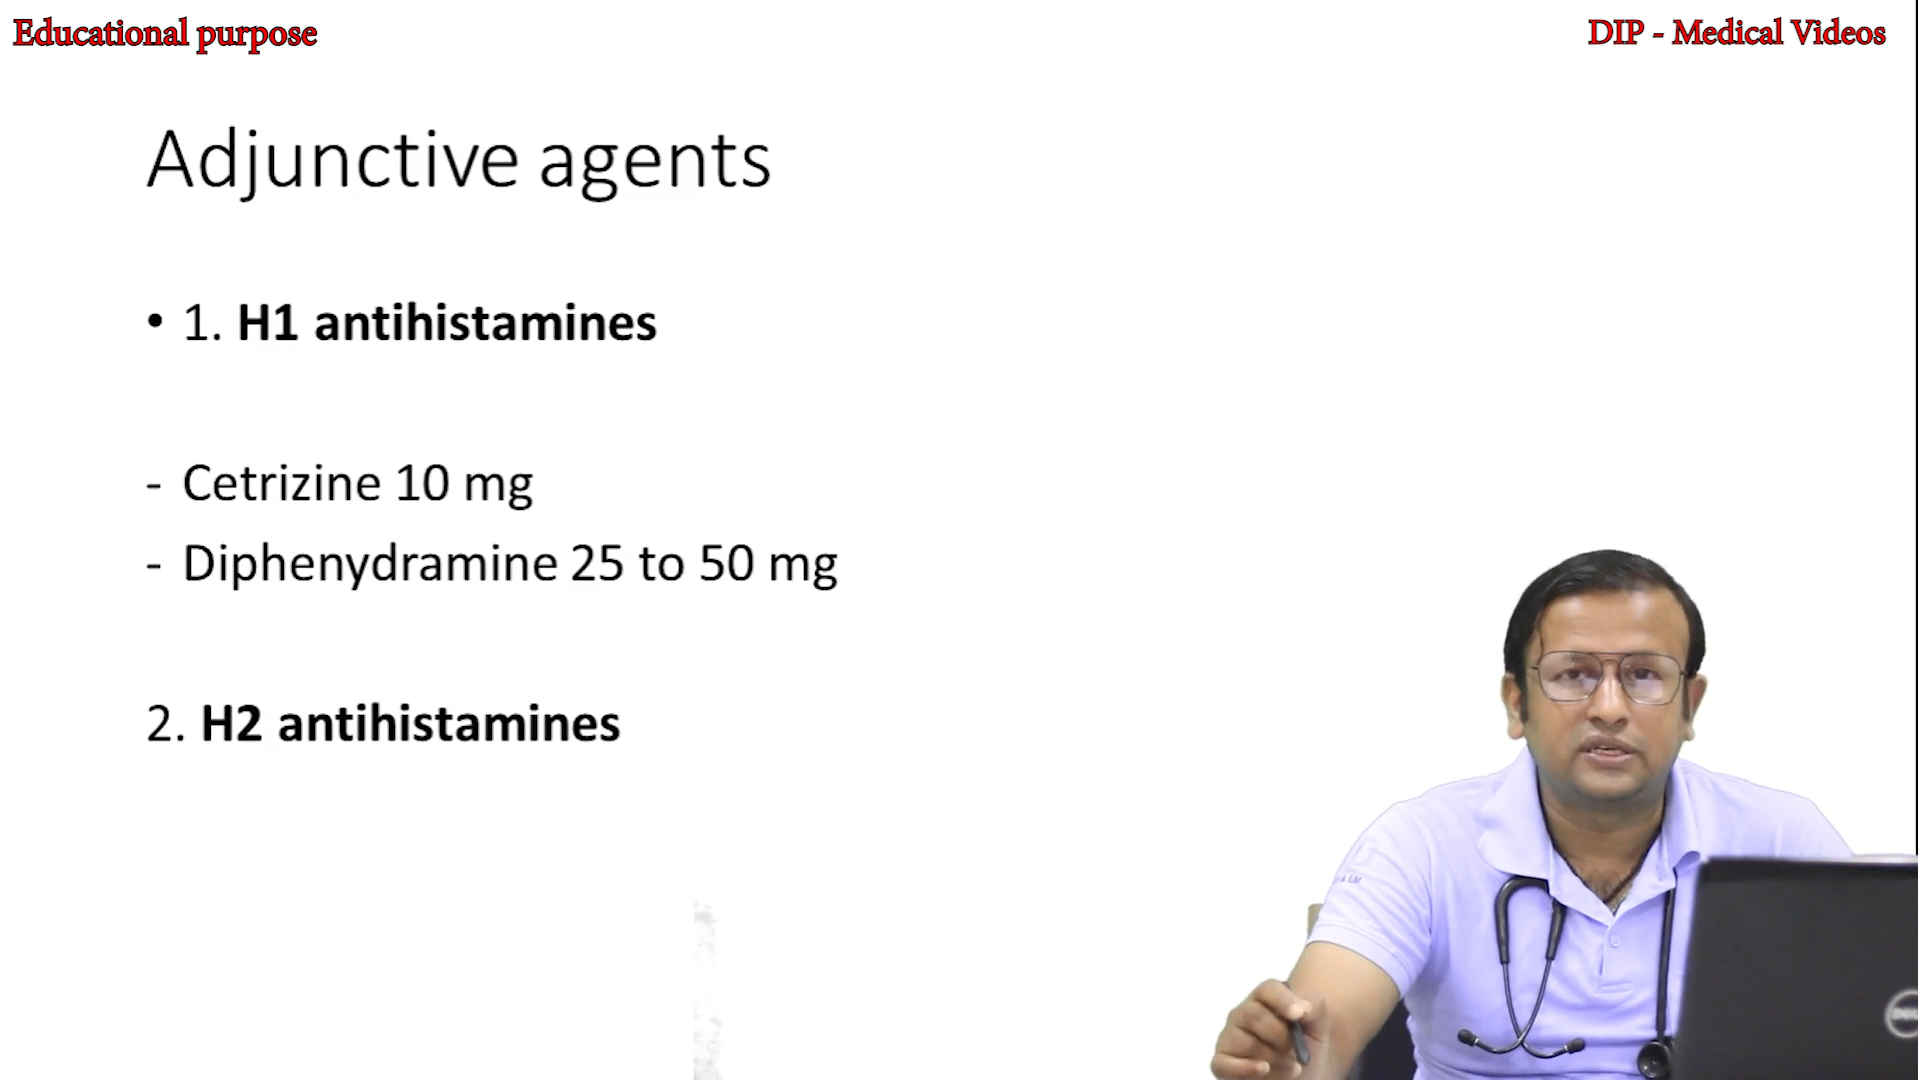 Educational purpose
DIP - Medical Videos
Adjunctive agents
• 1. H1 antihistamines
- Cetrizine 10 mg
- Diphenydramine 25 to 50 mg
2. H2 antihistamines